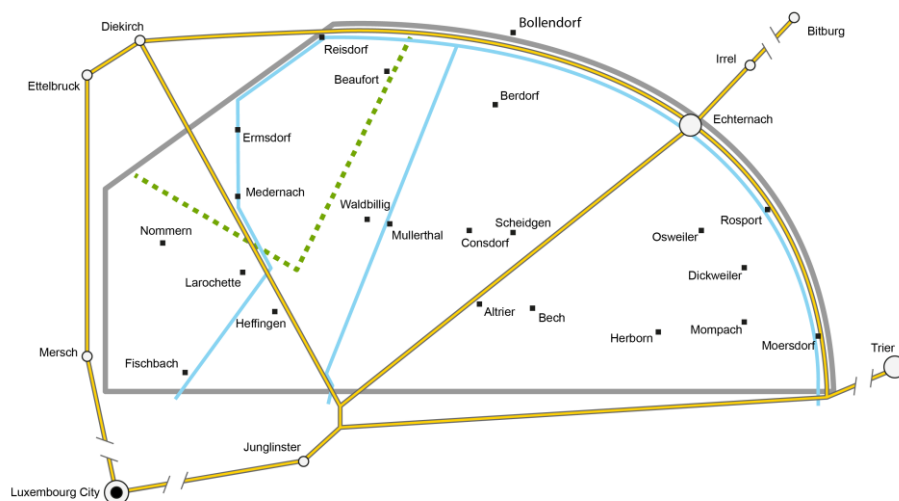 Diekirch
Bollendorf
Bitburg
Reisdorf
Irrel
Ettelbruck
Beaufort
Berdorf
Echternach
Ermsdorf
Medernach
Waldbillig
Nommern
Mullerthal
Scheidgen
Consdorf
Osweiler
Rosport
Larochette
Dickweiler
Heffingen
Altrier
Bech
Herborn
Mompach
Moersdorf
Mersch
Fischbach
Trier
Junglinster
Luxembourg City